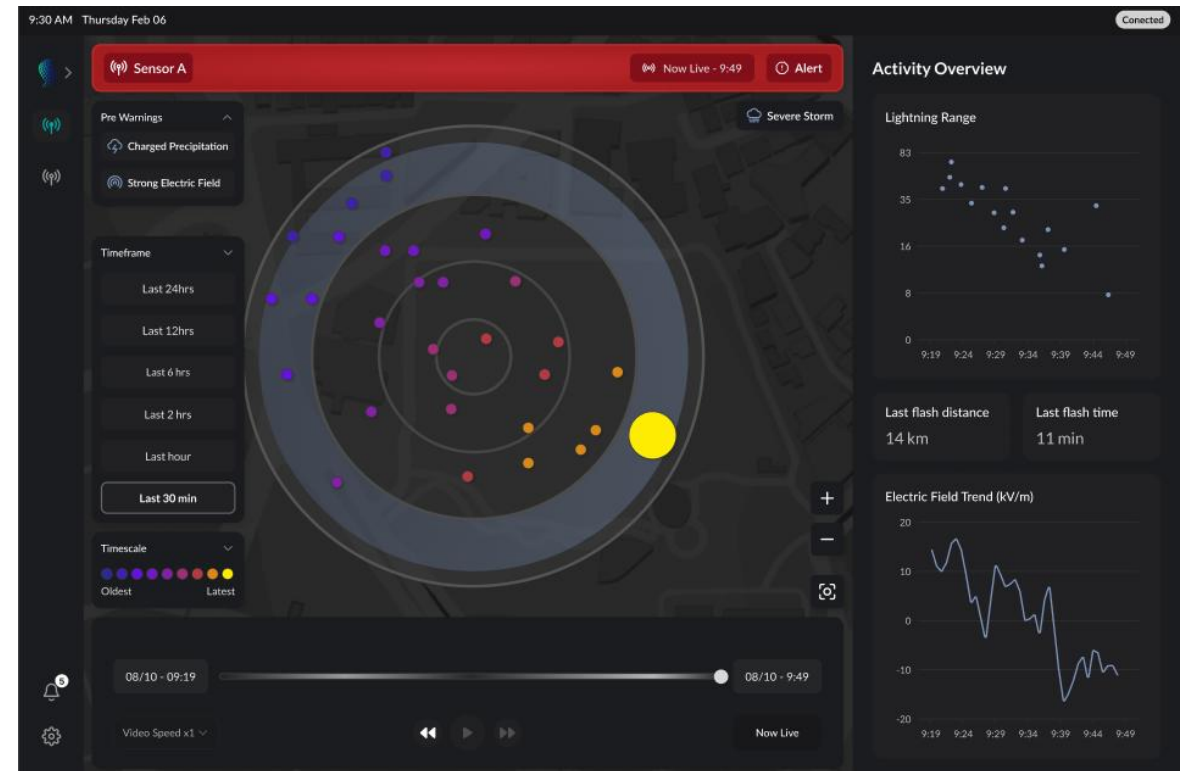 9:30 AM Thursday Feb 06
Conected
Sensor A
Now Live - 9:49
Alert
Pre Warnings
Charged Precipitation
Strong Electric Field
Severe Storm
Timeframe
Last 24hrs
Last 12hrs
Last 6 hrs
Last 2 hrs
Last hour
Last 30 min
Timescale
Oldest Latest
+
−
08/10 - 09:19
08/10 - 9:49
Video Speed x1
Now Live
5
Activity Overview
Lightning Range
83
35
16
8
0
9:19 9:24 9:29 9:34 9:39 9:44 9:49
Last flash distance
14 km
Last flash time
11 min
Electric Field Trend (kV/m)
20
10
0
-10
-20
9:19 9:24 9:29 9:34 9:39 9:44 9:49